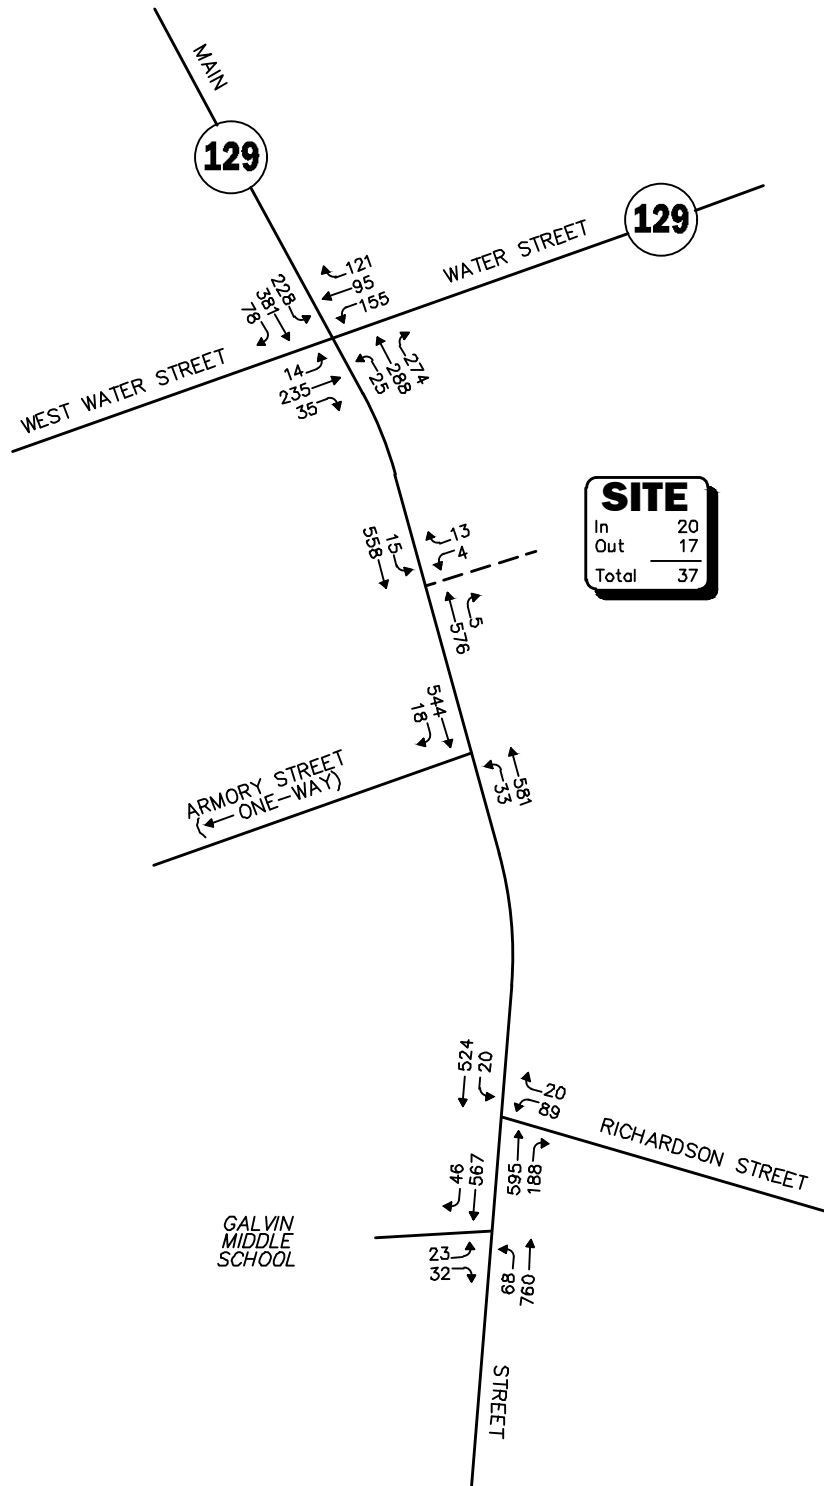 MAIN
129
129
WATER STREET
121
95
155
228
381
78
WEST WATER STREET
14
235
35
274
288
25
SITE
In 20
Out 17
Total 37
558
15
13
4
5
576
544
18
ARMORY STREET
(← ONE-WAY)
581
33
524
20
20
89
RICHARDSON STREET
46
567
595
188
GALVIN
MIDDLE
SCHOOL
23
32
68
760
STREET